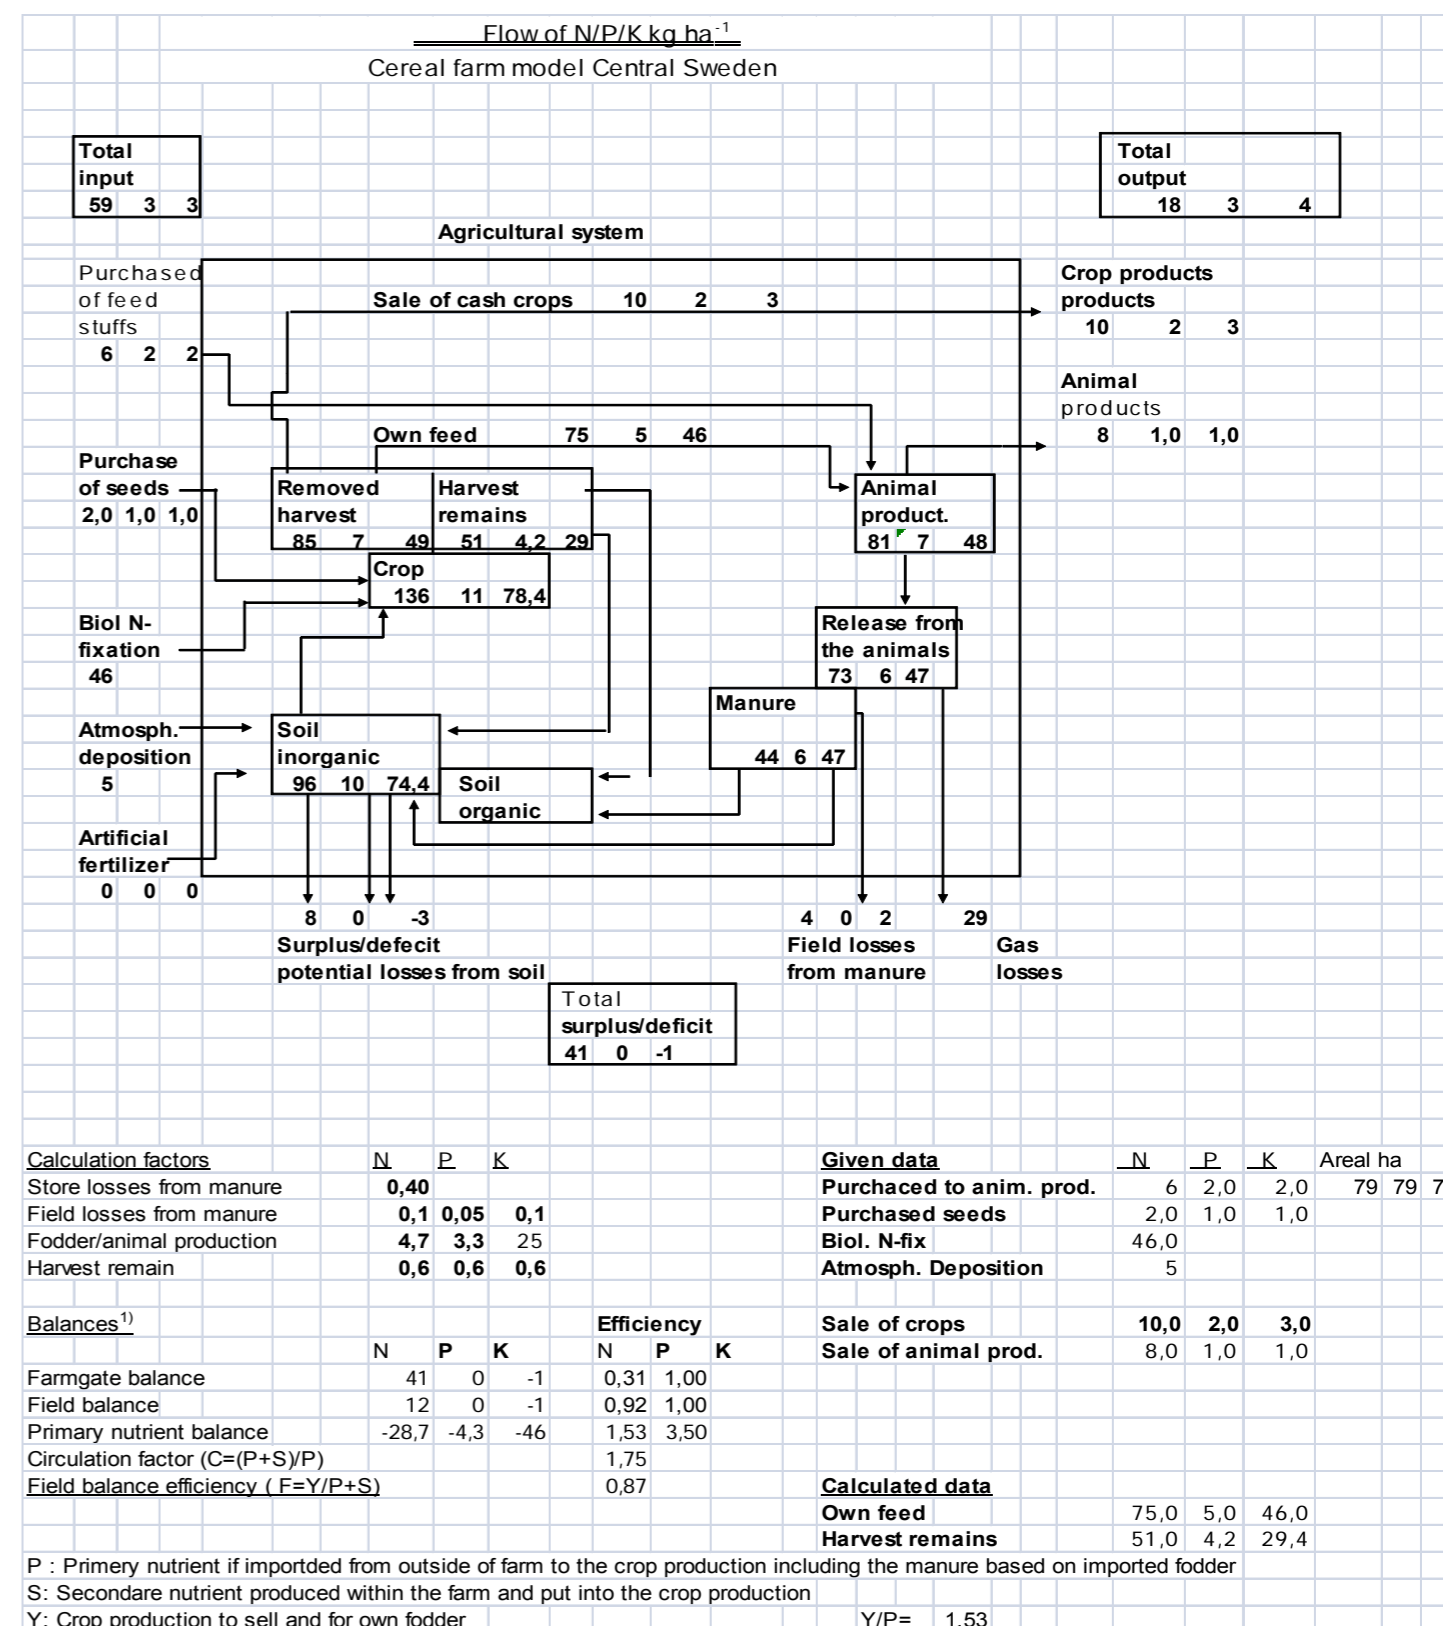 Flow of N/P/K kg ha-1
Cereal farm model Central Sweden
Total
input
59 3 3
Total
output
18 3 4
Agricultural system
Purchased
of feed
stuffs
6 2 2
Sale of cash crops 10 2 3
Crop products
products
10 2 3
Animal
products
8 1,0 1,0
Own feed 75 5 46
Purchase
of seeds
2,0 1,0 1,0
Removed
harvest
85 7 49
Harvest
remains
51 4,2 29
Animal
product.
81 7 48
Crop
136 11 78,4
Biol N-
fixation
46
Release from
the animals
73 6 47
Manure
44 6 47
Atmosph.
deposition
5
Soil
inorganic
96 10 74,4
Soil
organic
Artificial
fertilizer
0 0 0
8 0 -3
Surplus/defecit
potential losses from soil
4 0 2
Field losses
from manure
29
Gas
losses
Total
surplus/deficit
41 0 -1
Calculation factors N P K
Store losses from manure 0,40
Field losses from manure 0,1 0,05 0,1
Fodder/animal production 4,7 3,3 25
Harvest remain 0,6 0,6 0,6
Given data N P K Areal ha
Purchaced to anim. prod. 6 2,0 2,0 79 79 7
Purchased seeds 2,0 1,0 1,0
Biol. N-fix 46,0
Atmosph. Deposition 5
Balances1) Efficiency
N P K N P K
Farmgate balance 41 0 -1 0,31 1,00
Field balance 12 0 -1 0,92 1,00
Primary nutrient balance -28,7 -4,3 -46 1,53 3,50
Circulation factor (C=(P+S)/P) 1,75
Field balance efficiency ( F=Y/P+S) 0,87
Sale of crops 10,0 2,0 3,0
Sale of animal prod. 8,0 1,0 1,0
Calculated data
Own feed 75,0 5,0 46,0
Harvest remains 51,0 4,2 29,4
P : Primery nutrient if importded from outside of farm to the crop production including the manure based on imported fodder
S: Secondare nutrient produced within the farm and put into the crop production
Y: Crop production to sell and for own fodder Y/P= 1,53